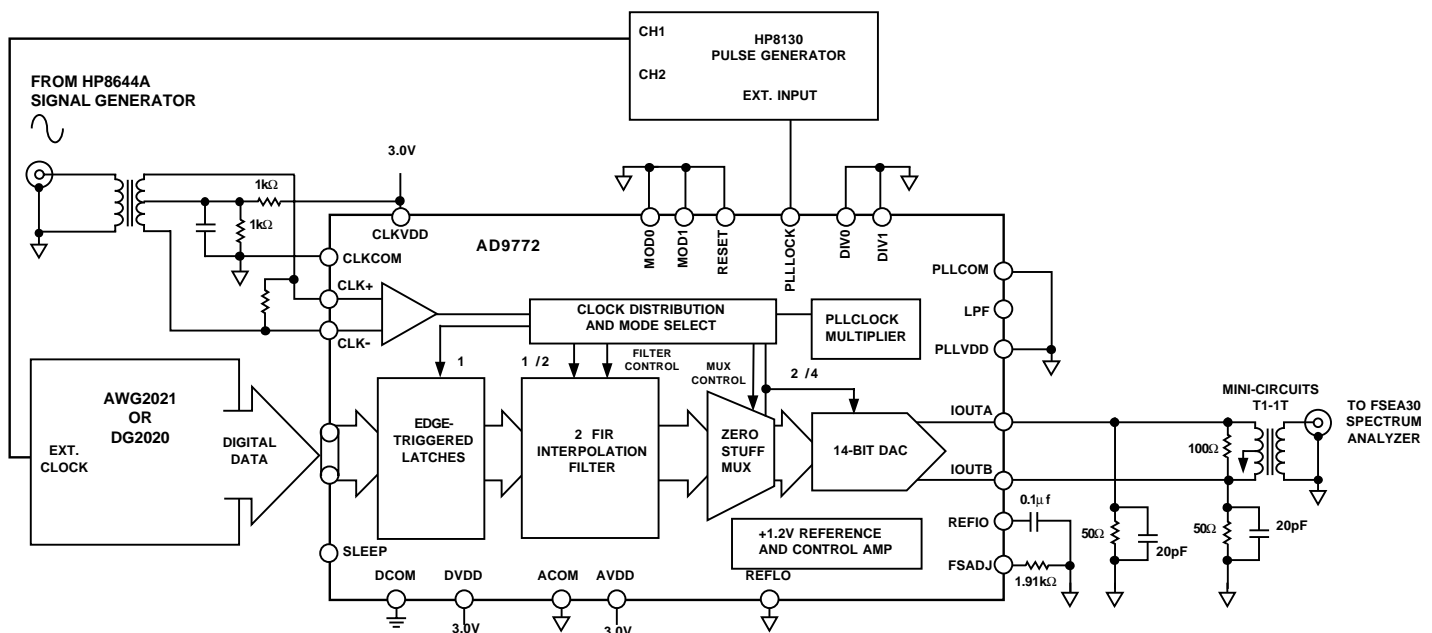 CH1
HP8130
PULSE GENERATOR
CH2
EXT. INPUT
FROM HP8644A
SIGNAL GENERATOR
3.0V
1kΩ
1kΩ
CLKVDD
AD9772
MOD0
MOD1
RESET
PLLLOCK
DIV0
DIV1
CLKCOM
PLLCOM
CLK+
LPF
CLK-
PLLVDD
CLOCK DISTRIBUTION
AND MODE SELECT
PLLCLOCK
MULTIPLIER
1
1 /2
FILTER
CONTROL
MUX
CONTROL
2 /4
AWG2021
OR
DG2020
EXT.
CLOCK
DIGITAL
DATA
EDGE-
TRIGGERED
LATCHES
2 FIR
INTERPOLATION
FILTER
ZERO
STUFF
MUX
14-BIT DAC
IOUTA
IOUTB
MINI-CIRCUITS
T1-1T
TO FSEA30
SPECTRUM
ANALYZER
100Ω
0.1μf
REFIO
FSADJ
1.91kΩ
50Ω
20pF
50Ω
20pF
+1.2V REFERENCE
AND CONTROL AMP
SLEEP
DCOM
DVDD
ACOM
AVDD
REFLO
3.0V
3.0V